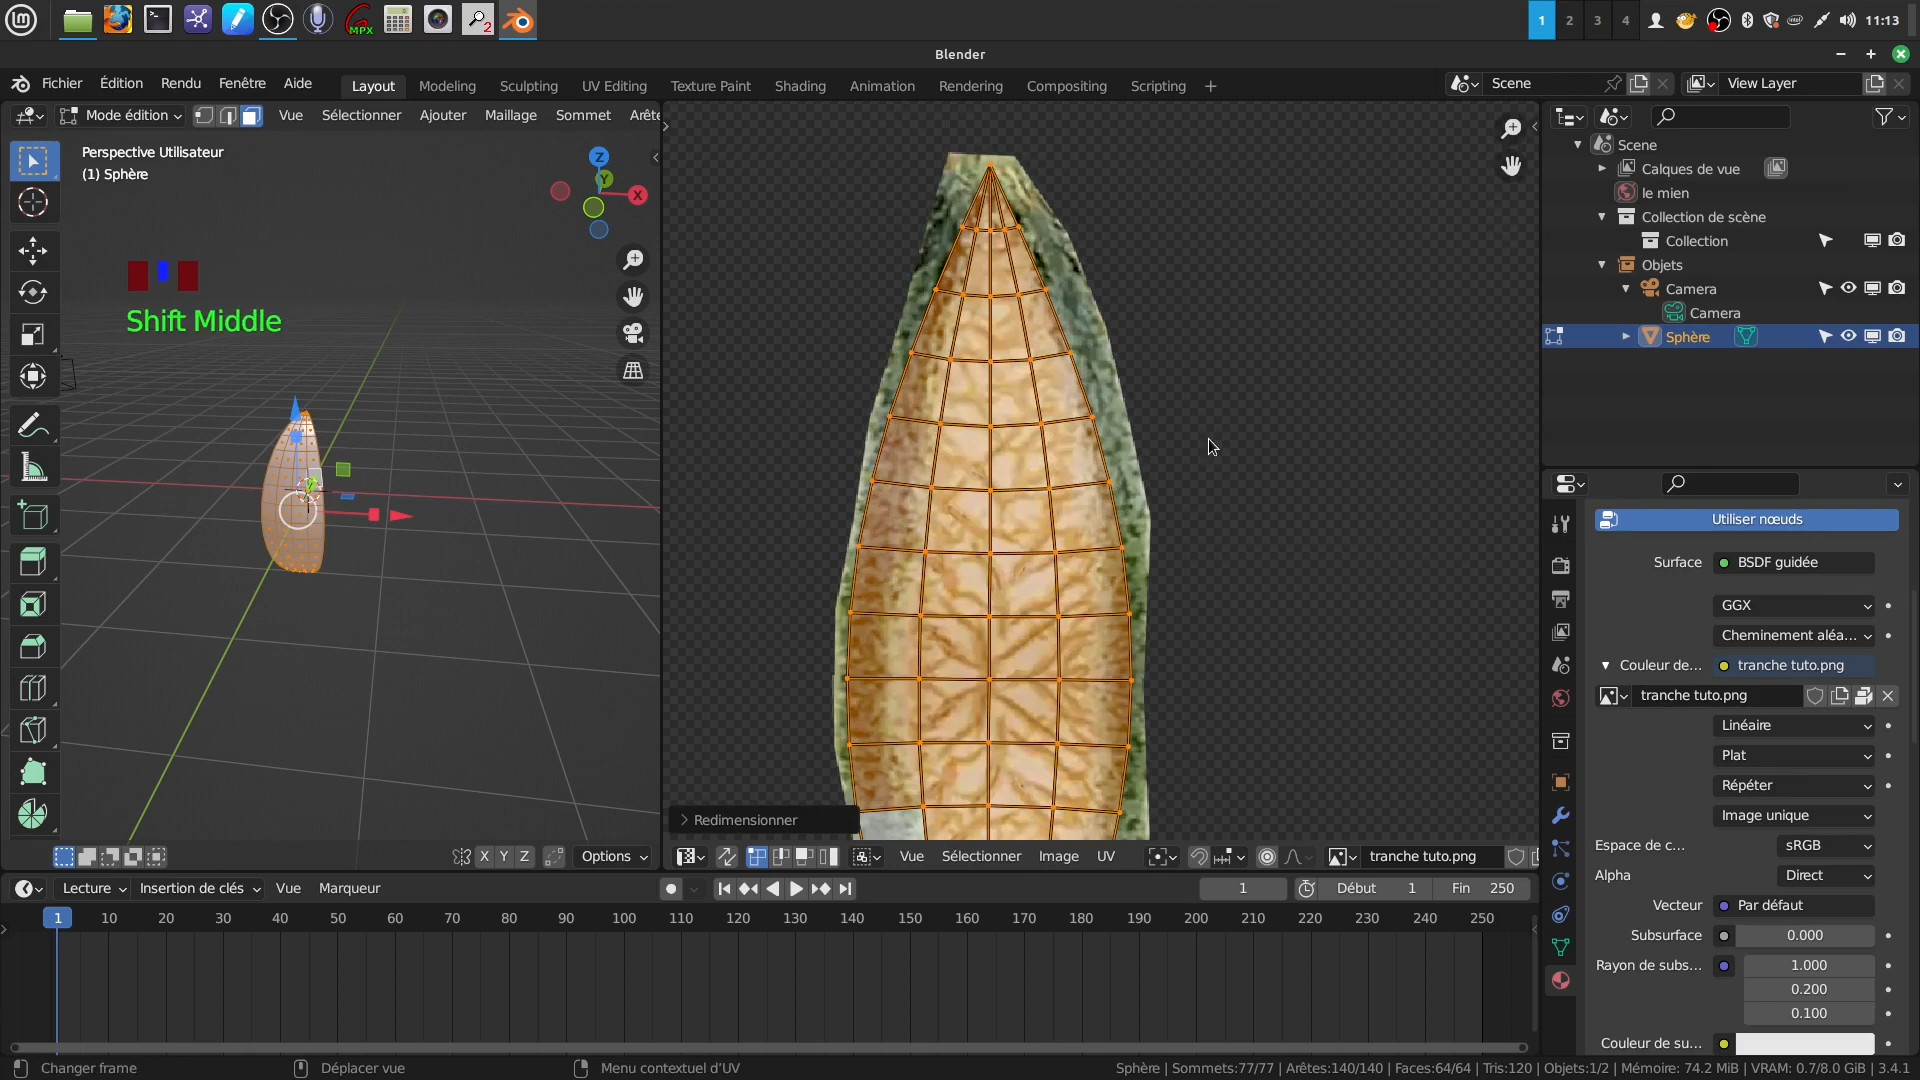 MPX
2
1
2
3
4
11:13
Blender
Fichier
Édition
Rendu
Fenêtre
Aide
Layout
Modeling
Sculpting
UV Editing
Texture Paint
Shading
Animation
Rendering
Compositing
Scripting
+
Scene
View Layer
Mode édition
Vue
Sélectionner
Ajouter
Maillage
Sommet
Arête
Perspective Utilisateur
(1) Sphère
Z
Y
X
Shift Middle
Options
X
Y
Z
Redimensionner
Vue
Sélectionner
Image
UV
tranche tuto.png
Scene
Calques de vue
le mien
Collection de scène
Collection
Objets
Camera
Camera
Sphère
Utiliser nœuds
Surface
BSDF guidée
GGX
Cheminement aléa...
Couleur de...
tranche tuto.png
tranche tuto.png
Linéaire
Plat
Répéter
Image unique
Espace de c...
sRGB
Alpha
Direct
Vecteur
Par défaut
Subsurface
0.000
Rayon de subs...
1.000
0.200
0.100
Couleur de su...
Lecture
Insertion de clés
Vue
Marqueur
1
Début 1
Fin 250
1 10 20 30 40 50 60 70 80 90 100 110 120 130 140 150 160 170 180 190 200 210 220 230 240 250
Changer frame
Déplacer vue
Menu contextuel d'UV
Sphère | Sommets:77/77 | Arêtes:140/140 | Faces:64/64 | Tris:120 | Objets:1/2 | Mémoire: 74.2 MiB | VRAM: 0.7/8.0 GiB | 3.4.1